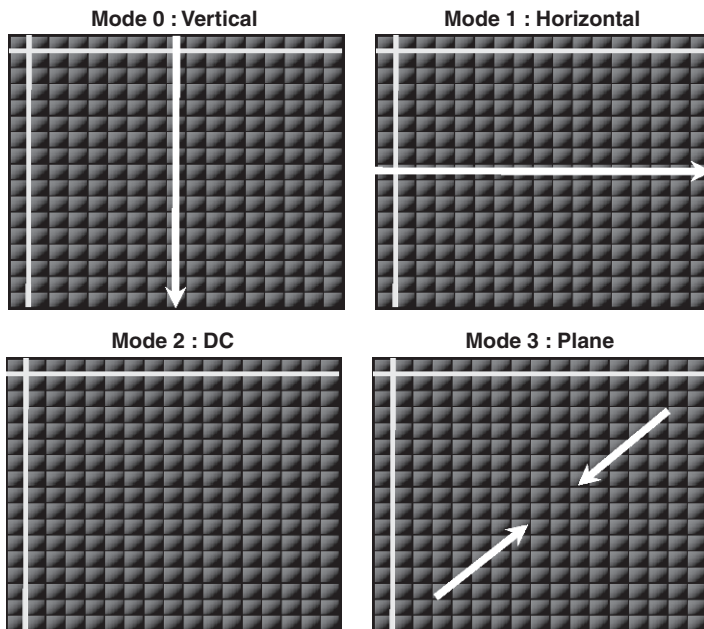 Mode 0 : Vertical
Mode 1 : Horizontal
Mode 2 : DC
Mode 3 : Plane